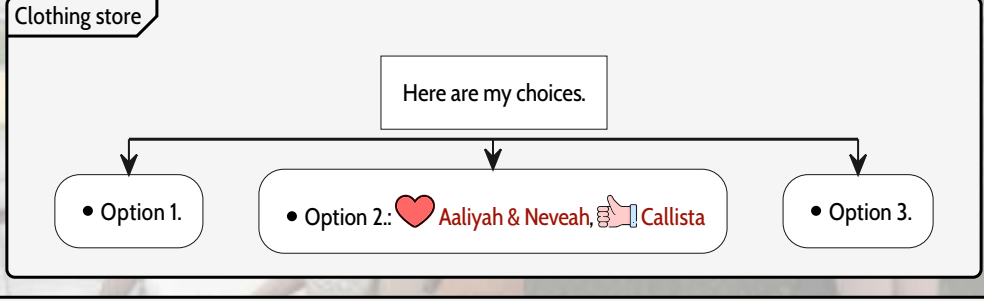 Clothing store
Here are my choices.
• Option 1.
• Option 2.: Aaliyah & Neveah, Callista
• Option 3.